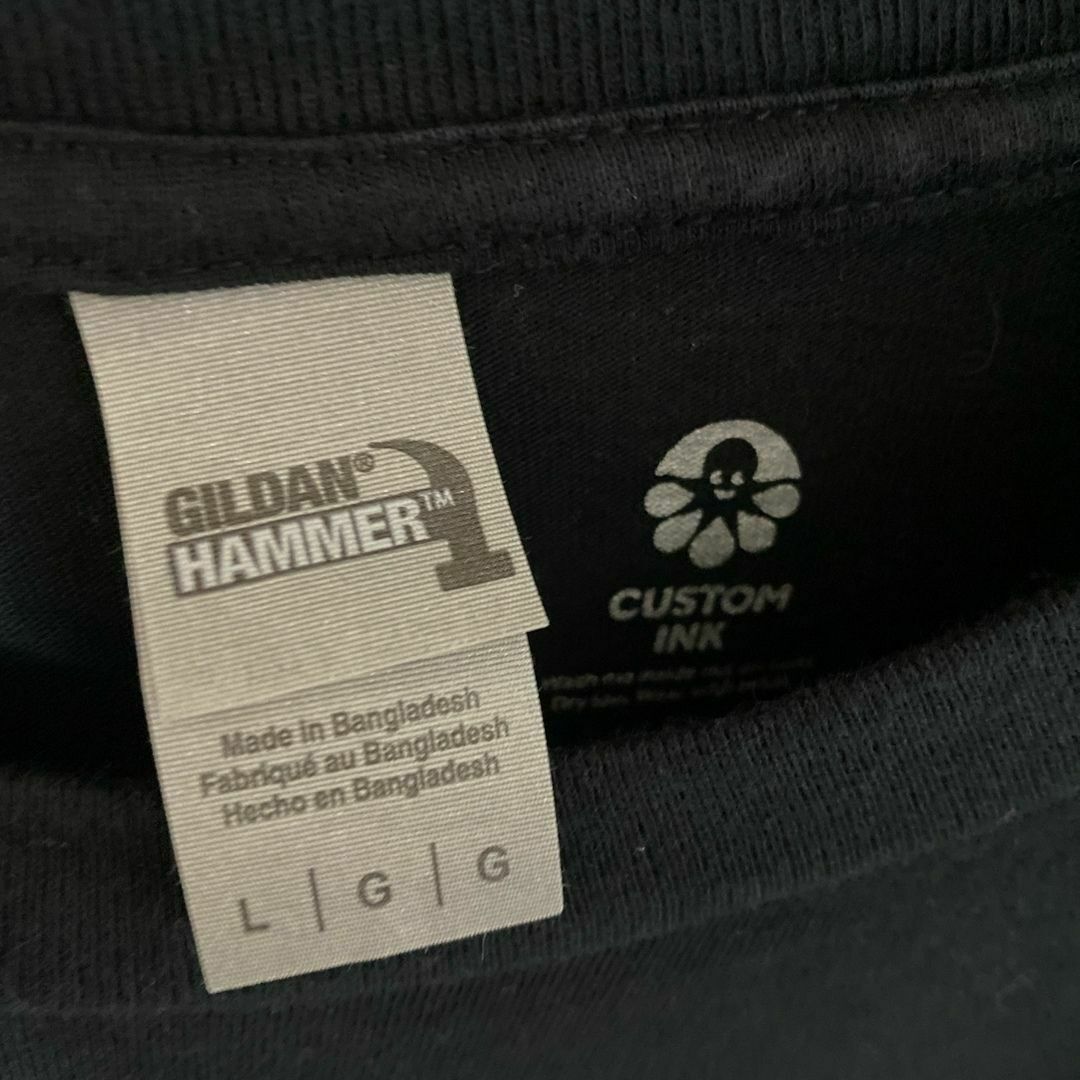 GILDAN®
HAMMER™
Made in Bangladesh
Fabriqué au Bangladesh
Hecho en Bangladesh
L | G | G
CUSTOM
INK